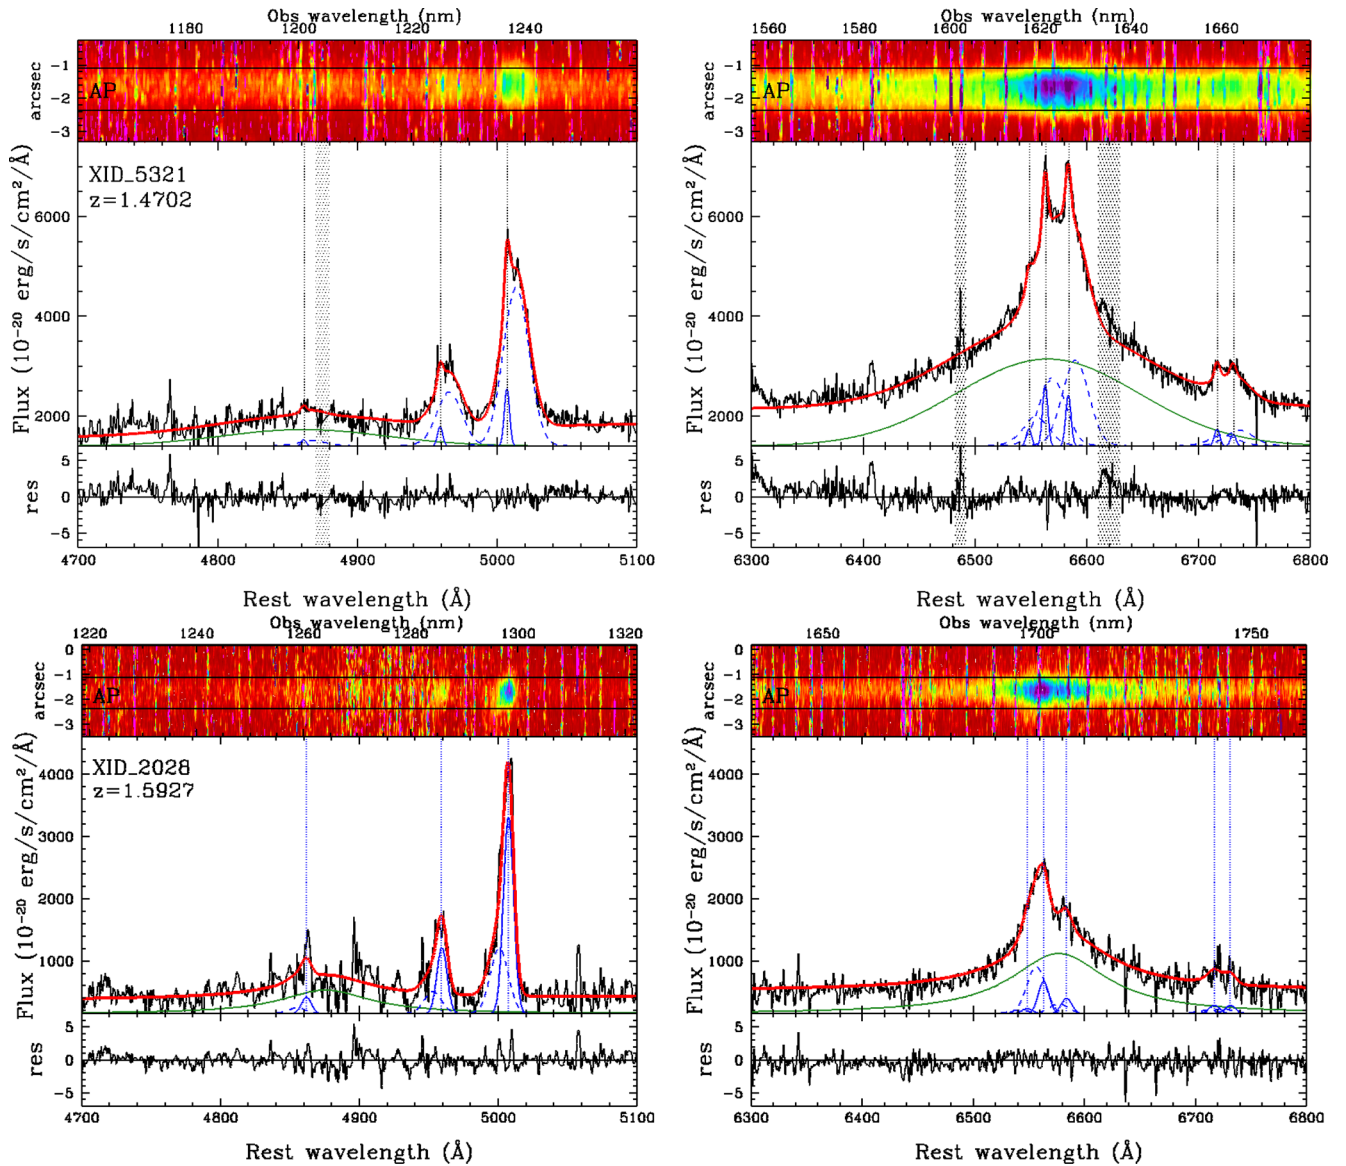 Obs wavelength (nm)
1180 1200 1220 1240
arcsec
-1
-2
-3
AP
XID_5321
z=1.4702
Flux (10⁻²⁰ erg/s/cm²/Å)
6000
4000
2000
res
5
0
-5
4700 4800 4900 5000 5100
Rest wavelength (Å)
Obs wavelength (nm)
1560 1580 1600 1620 1640 1660
arcsec
-1
-2
-3
AP
Flux (10⁻²⁰ erg/s/cm²/Å)
6000
4000
2000
res
5
0
-5
6300 6400 6500 6600 6700 6800
Rest wavelength (Å)
Obs wavelength (nm)
1220 1240 1260 1280 1300 1320
arcsec
0
-1
-2
-3
AP
XID_2028
z=1.5927
Flux (10⁻²⁰ erg/s/cm²/Å)
4000
3000
2000
1000
res
5
0
-5
4700 4800 4900 5000 5100
Rest wavelength (Å)
Obs wavelength (nm)
1650 1700 1750
arcsec
0
-1
-2
-3
AP
Flux (10⁻²⁰ erg/s/cm²/Å)
4000
3000
2000
1000
res
5
0
-5
6300 6400 6500 6600 6700 6800
Rest wavelength (Å)